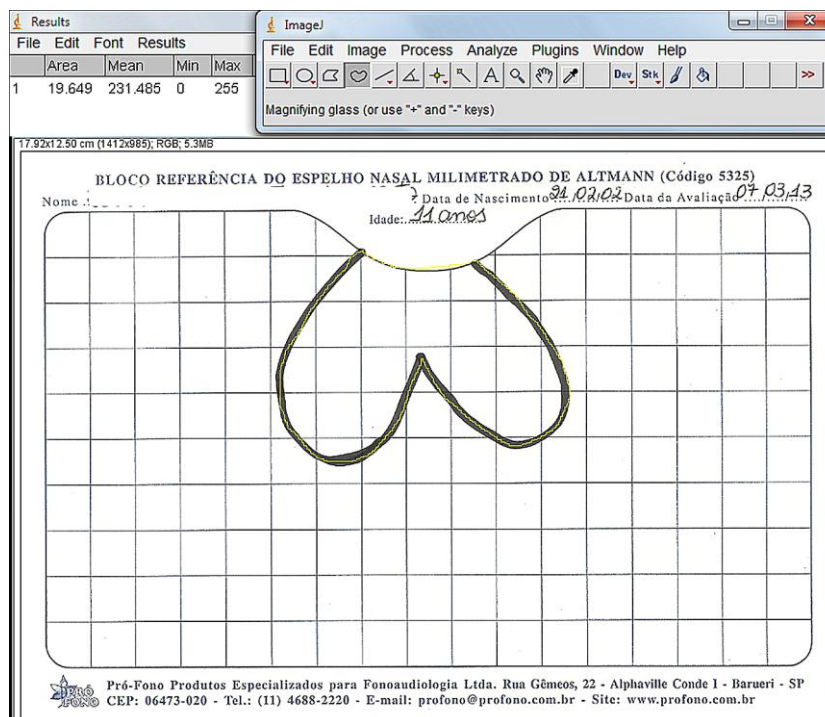 Results
File Edit Font Results
Area Mean Min Max
1 19.649 231.485 0 255
ImageJ
File Edit Image Process Analyze Plugins Window Help
Dev Stk >>
Magnifying glass (or use "+" and "-" keys)
17.92x12.50 cm (1412x985); RGB; 5.3MB
BLOCO REFERÊNCIA DO ESPELHO NASAL MILIMETRADO DE ALTMANN (Código 5325)
Nome : Data de Nascimento 21/02/02 Data da Avaliação 07/03/13
Idade: 11 anos
PRÓ-FONO
Pró-Fono Produtos Especializados para Fonoaudiologia Ltda. Rua Gêmeos, 22 - Alphaville Conde I - Barueri - SP
CEP: 06473-020 - Tel.: (11) 4688-2220 - E-mail: profono@profono.com.br - Site: www.profono.com.br